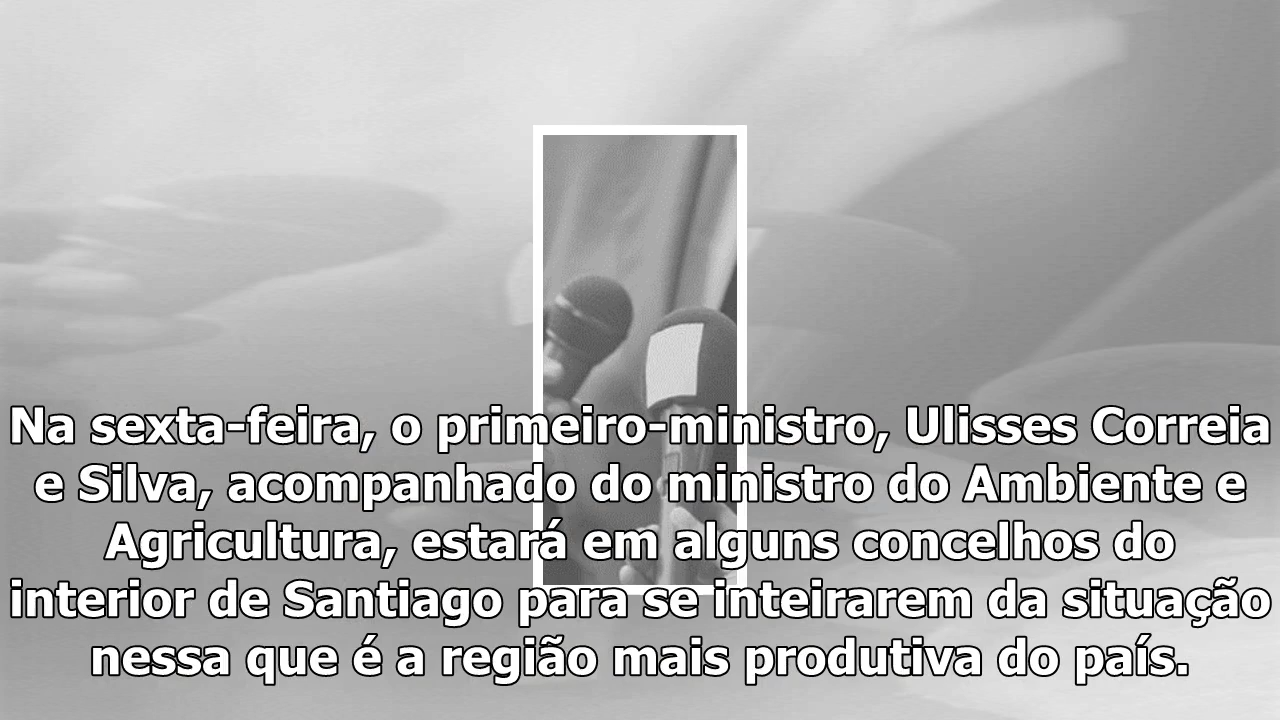 Na sexta-feira, o primeiro-ministro, Ulisses Correia
e Silva, acompanhado do ministro do Ambiente e
Agricultura, estará em alguns concelhos do
interior de Santiago para se inteirarem da situação
nessa que é a região mais produtiva do país.